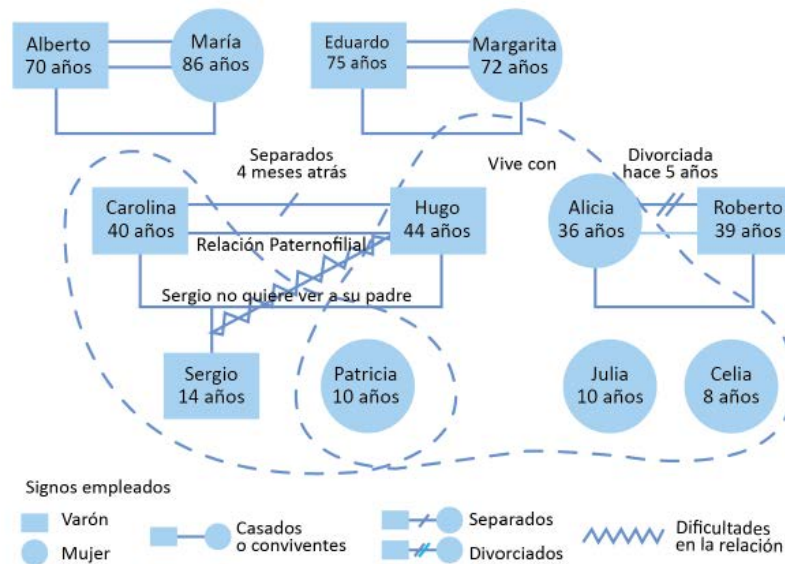 Alberto
70 años
María
86 años
Eduardo
75 años
Margarita
72 años
Separados
4 meses atrás
Vive con
Divorciada
hace 5 años
Carolina
40 años
Hugo
44 años
Alicia
36 años
Roberto
39 años
Relación Paternofilial
Sergio no quiere ver a su padre
Sergio
14 años
Patricia
10 años
Julia
10 años
Celia
8 años
Signos empleados
Varón
Mujer
Casados
o conviventes
Separados
Divorciados
Dificultades
en la relación